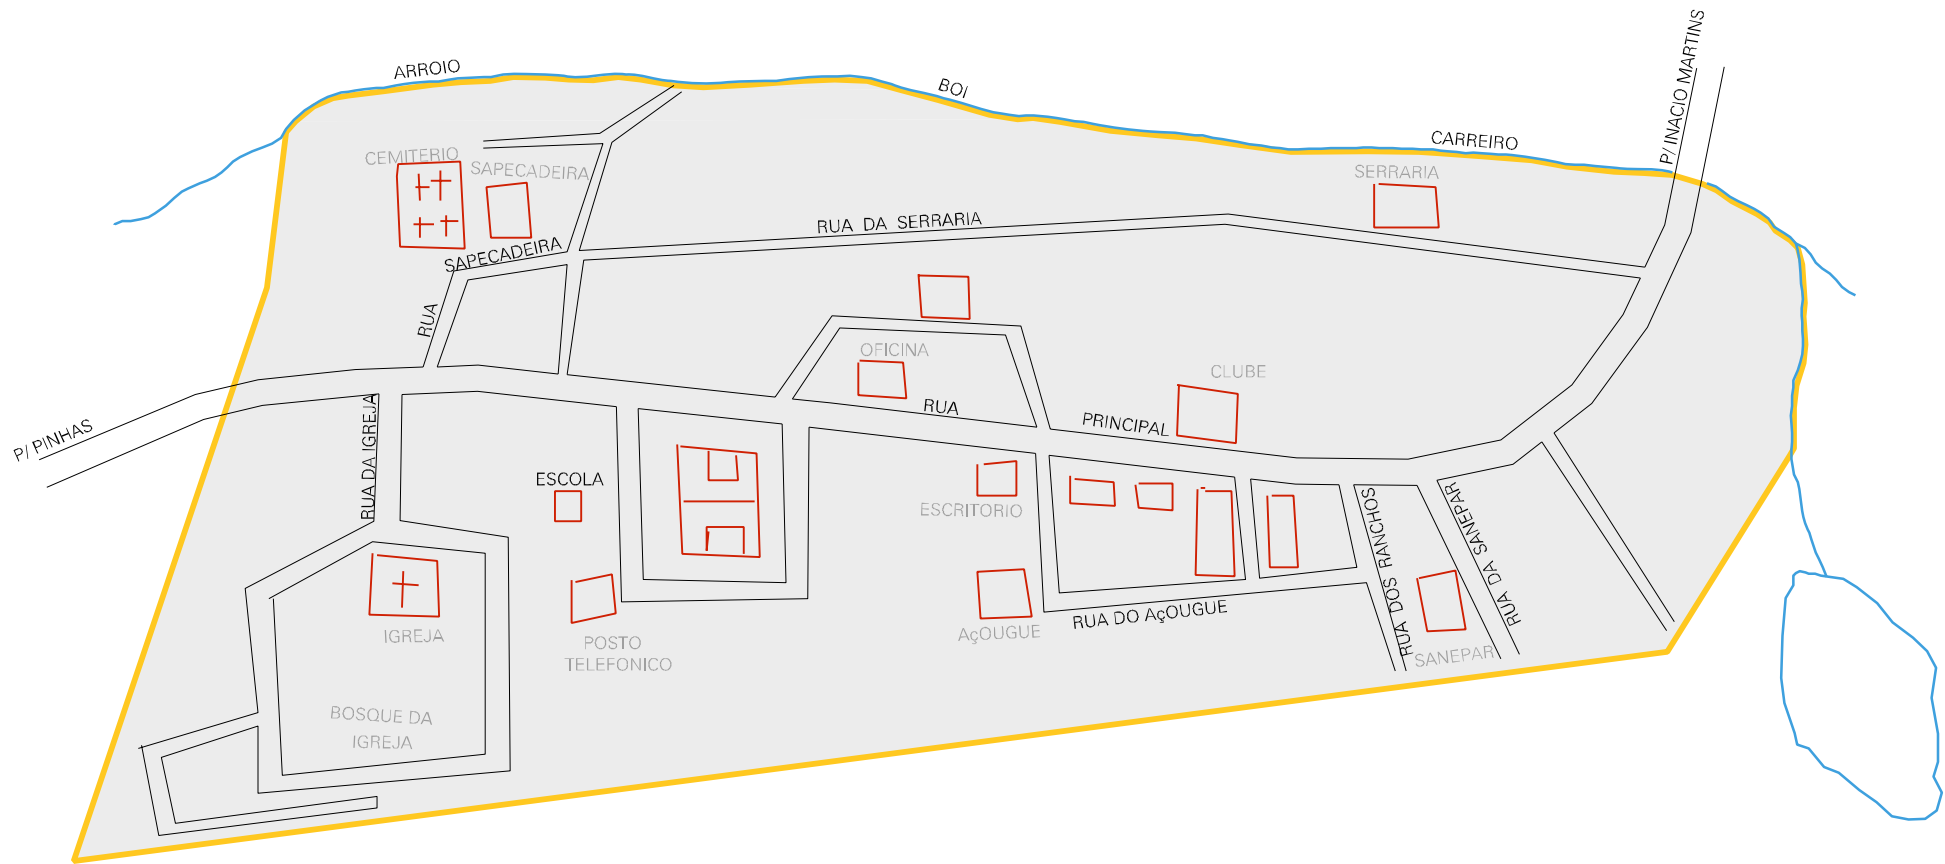 P/ INACIO MARTINS
ARROIO
BOI
CARREIRO
CEMITERIO
SAPECADEIRA
SERRARIA
RUA DA SERRARIA
RUA SAPECADEIRA
OFICINA
CLUBE
RUA PRINCIPAL
P/ PINHAS
RUA DA IGREJA
ESCOLA
ESCRITORIO
RUA DOS RANCHOS
RUA DA SANEPAR
RUA DO AçOUGUE
AçOUGUE
IGREJA
POSTO
TELEFONICO
SANEPAR
BOSQUE DA
IGREJA